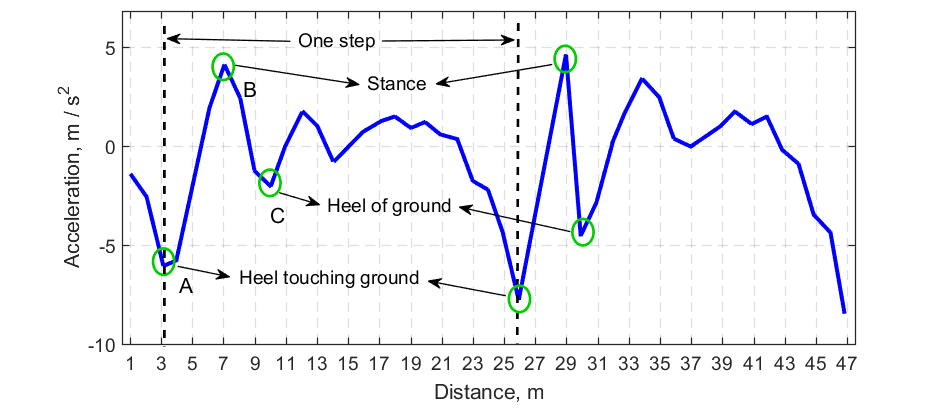 One step
Stance
B
Heel of ground
C
Heel touching ground
A
Acceleration, m / s²
5
0
-5
-10
1 3 5 7 9 11 13 15 17 19 21 23 25 27 29 31 33 35 37 39 41 43 45 47
Distance, m